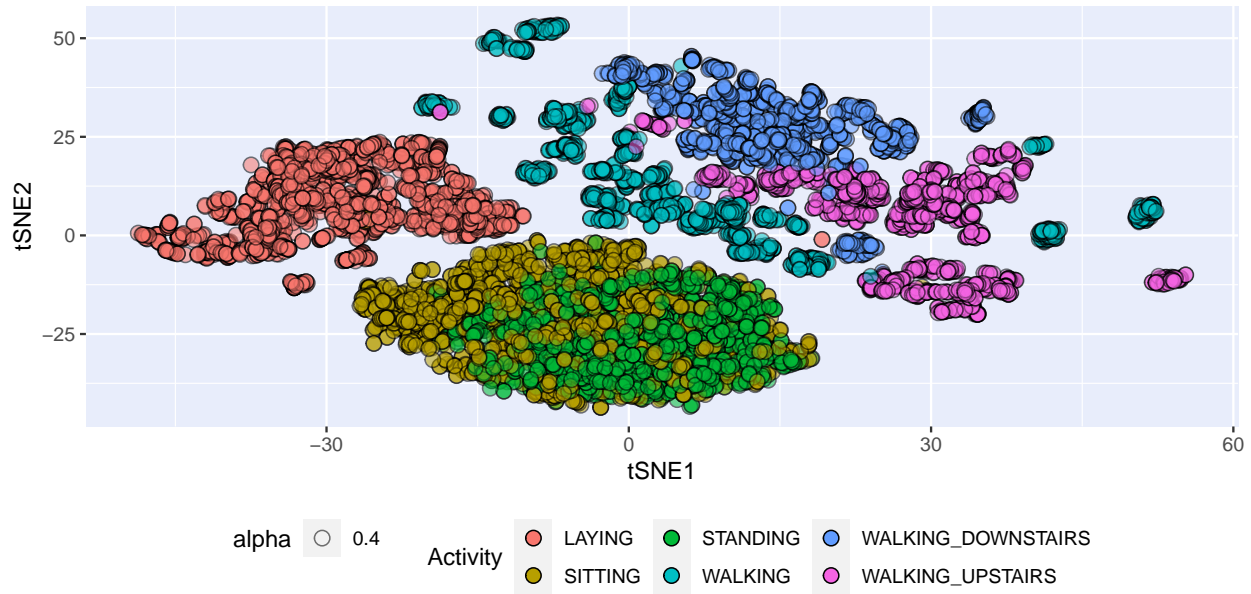 50
25
0
−25
tSNE2
−30
0
30
60
tSNE1
alpha
0.4
Activity
LAYING
STANDING
WALKING_DOWNSTAIRS
SITTING
WALKING
WALKING_UPSTAIRS